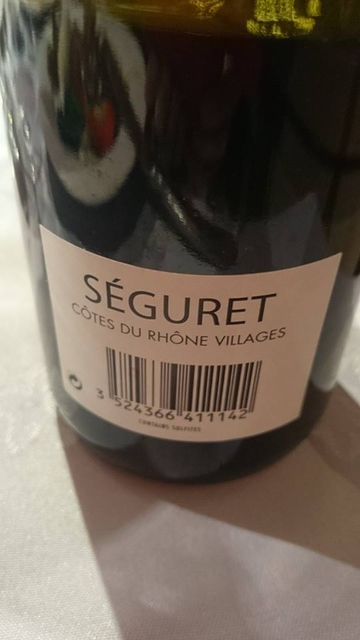 SÉGURET
CÔTES DU RHÔNE VILLAGES
3 524366 411142
CONTAINS SULFITES